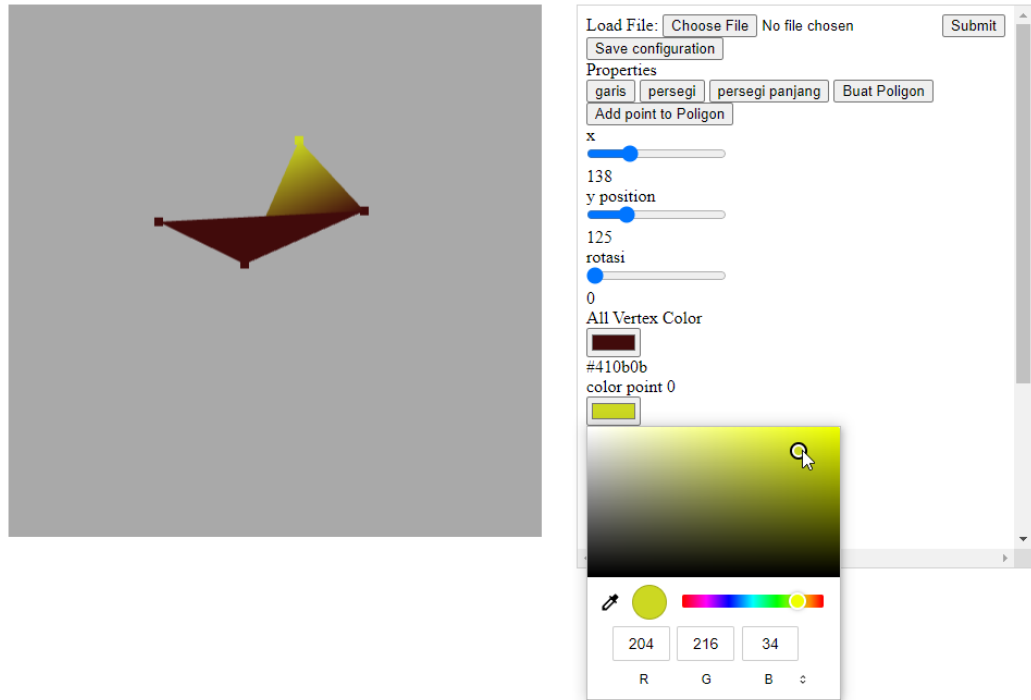 Load File: Choose File No file chosen Submit
Save configuration
Properties
garis persegi persegi panjang Buat Poligon
Add point to Poligon
x
138
y position
125
rotasi
0
All Vertex Color
#410b0b
color point 0
204 216 34
R G B